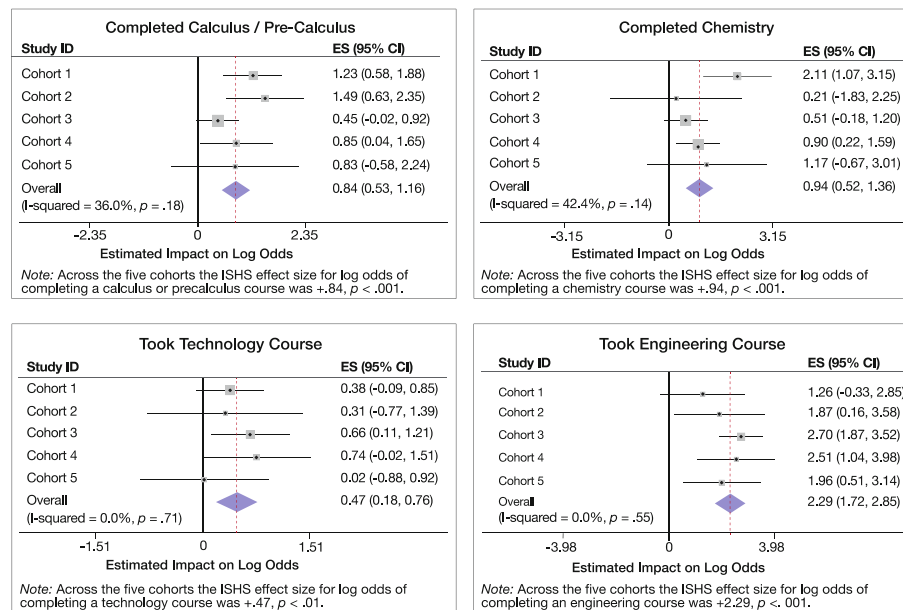 Completed Calculus / Pre-Calculus
Study ID ES (95% CI)
Cohort 1 1.23 (0.58, 1.88)
Cohort 2 1.49 (0.63, 2.35)
Cohort 3 0.45 (-0.02, 0.92)
Cohort 4 0.85 (0.04, 1.65)
Cohort 5 0.83 (-0.58, 2.24)
Overall 0.84 (0.53, 1.16)
(I-squared = 36.0%, p = .18)
-2.35 0 2.35
Estimated Impact on Log Odds
Note: Across the five cohorts the ISHS effect size for log odds of
completing a calculus or precalculus course was +.84, p < .001.
Completed Chemistry
Study ID ES (95% CI)
Cohort 1 2.11 (1.07, 3.15)
Cohort 2 0.21 (-1.83, 2.25)
Cohort 3 0.51 (-0.18, 1.20)
Cohort 4 0.90 (0.22, 1.59)
Cohort 5 1.17 (-0.67, 3.01)
Overall 0.94 (0.52, 1.36)
(I-squared = 42.4%, p = .14)
-3.15 0 3.15
Estimated Impact on Log Odds
Note: Across the five cohorts the ISHS effect size for log odds of
completing a chemistry course was +.94, p < .001.
Took Technology Course
Study ID ES (95% CI)
Cohort 1 0.38 (-0.09, 0.85)
Cohort 2 0.31 (-0.77, 1.39)
Cohort 3 0.66 (0.11, 1.21)
Cohort 4 0.74 (-0.02, 1.51)
Cohort 5 0.02 (-0.88, 0.92)
Overall 0.47 (0.18, 0.76)
(I-squared = 0.0%, p = .71)
-1.51 0 1.51
Estimated Impact on Log Odds
Note: Across the five cohorts the ISHS effect size for log odds of
completing a technology course was +.47, p < .01.
Took Engineering Course
Study ID ES (95% CI)
Cohort 1 1.26 (-0.33, 2.85)
Cohort 2 1.87 (0.16, 3.58)
Cohort 3 2.70 (1.87, 3.52)
Cohort 4 2.51 (1.04, 3.98)
Cohort 5 1.96 (0.51, 3.14)
Overall 2.29 (1.72, 2.85)
(I-squared = 0.0%, p = .55)
-3.98 0 3.98
Estimated Impact on Log Odds
Note: Across the five cohorts the ISHS effect size for log odds of
completing an engineering course was +2.29, p <. 001.